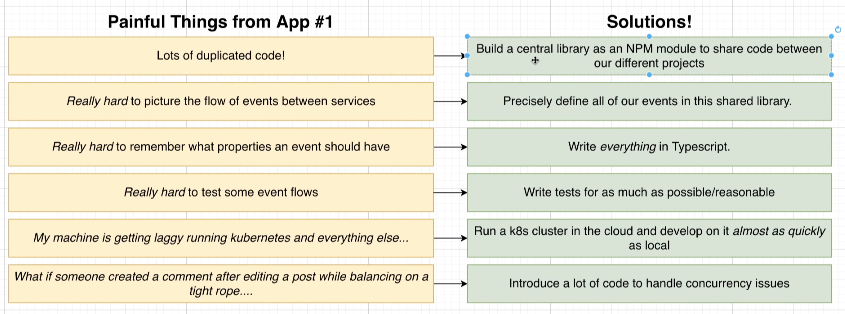 Painful Things from App #1
Solutions!
Lots of duplicated code!
Build a central library as an NPM module to share code between
our different projects
Really hard to picture the flow of events between services
Precisely define all of our events in this shared library.
Really hard to remember what properties an event should have
Write everything in Typescript.
Really hard to test some event flows
Write tests for as much as possible/reasonable
My machine is getting laggy running kubernetes and everything else...
Run a k8s cluster in the cloud and develop on it almost as quickly
as local
What if someone created a comment after editing a post while balancing on a
tight rope....
Introduce a lot of code to handle concurrency issues